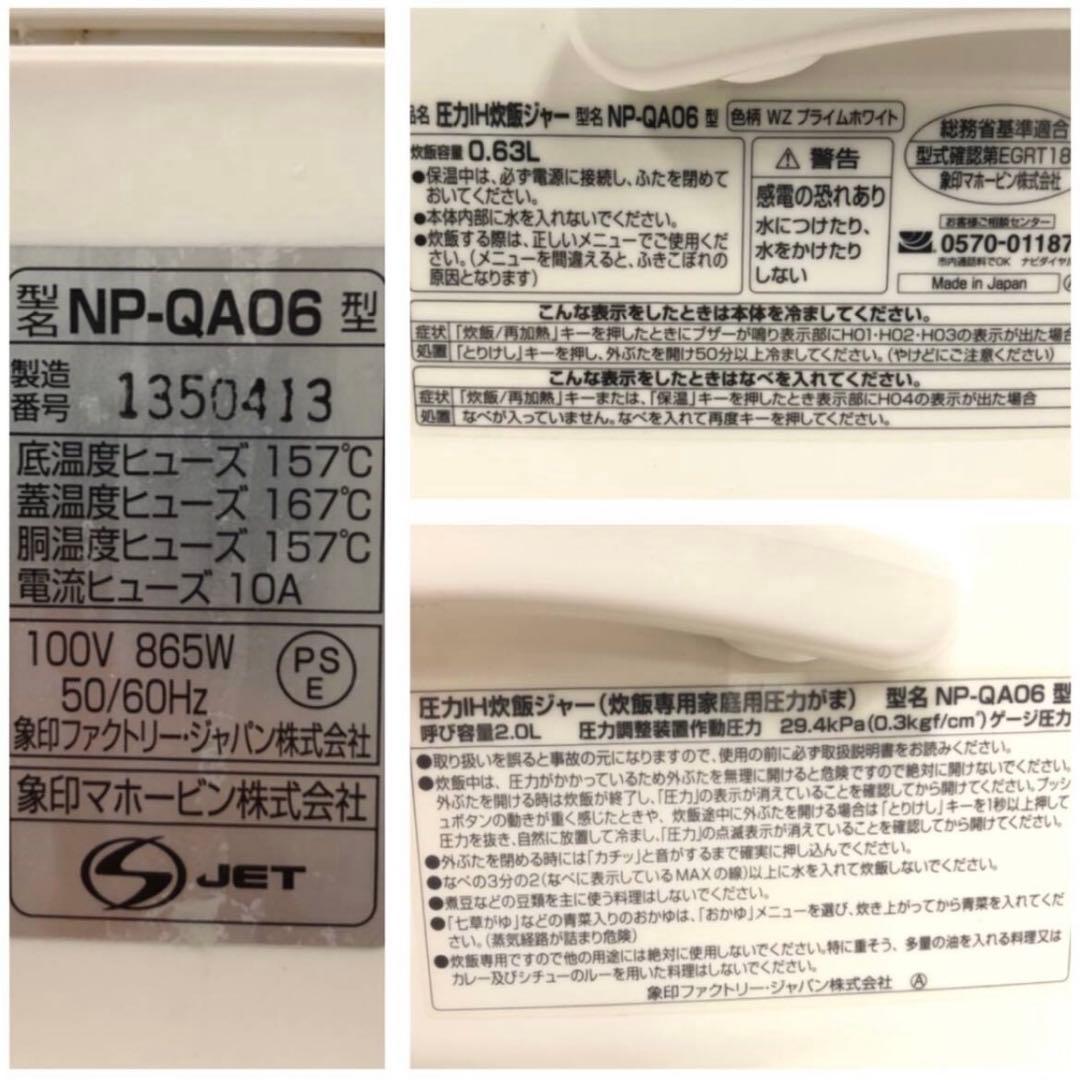 型名 NP-QA06 型
製造番号 1350413
底温度ヒューズ 157℃
蓋温度ヒューズ 167℃
胴温度ヒューズ 157℃
電流ヒューズ 10A
100V 865W
50/60Hz
PS E
象印ファクトリー・ジャパン株式会社
象印マホービン株式会社
S JET
品名 圧力IH炊飯ジャー 型名 NP-QA06 型 色柄 WZ プライムホワイト
炊飯容量 0.63L
●保温中は、必ず電源に接続し、ふたを閉めて
おいてください。
●本体内部に水を入れないでください。
●炊飯する際は、正しいメニューでご使用くだ
さい。(メニューを間違えると、ふきこぼれの
原因となります)
⚠ 警告
感電の恐れあり
水につけたり、
水をかけたり
しない
総務省基準適合
型式確認第EGRT18
象印マホービン株式会社
お客様ご相談センター
0570-01187
市内通話料でOK ナビダイヤル
Made in Japan
こんな表示をしたときは本体を冷ましてください。
症状 「炊飯/再加熱」キーを押したときにブザーが鳴り表示部にH01・H02・H03の表示が出た場合
処置 「とりけし」キーを押し、外ぶたを開け50分以上冷ましてください。(やけどにご注意ください)
こんな表示をしたときはなべを入れてください。
症状 「炊飯/再加熱」キーまたは、「保温」キーを押したとき表示部にH04の表示が出た場合
処置 なべが入っていません。なべを入れて再度キーを押してください。
圧力IH炊飯ジャー(炊飯専用家庭用圧力がま) 型名 NP-QA06 型
呼び容量2.0L 圧力調整装置作動圧力 29.4kPa(0.3kgf/cm²)ゲージ圧力
●取り扱いを誤ると事故の元になりますので、使用の前に必ず取扱説明書をお読みください。
●炊飯中は、圧力がかかっているため外ぶたを無理に開けると危険ですので絶対に開けないでください。
外ぶたを開ける時は炊飯が終了し、「圧力」の表示が消えていることを確認してから開けてください。プッシ
ュボタンの動きが重く感じたときや、炊飯途中に外ぶたを開ける場合は「とりけし」キーを1秒以上押して
圧力を抜き、自然に放置して冷まし、「圧力」の点滅表示が消えていることを確認してから開けてください。
●外ぶたを閉める時には「カチッ」と音がするまで確実に押し込んでください。
●なべの3分の2(なべに表示しているMAXの線)以上に水を入れて炊飯しないでください。
●煮豆などの豆類を主に使う料理はしないでください。
●「七草がゆ」などの青菜入りのおかゆは、「おかゆ」メニューを選び、炊き上がってから青菜を入れてくだ
さい。(蒸気経路が詰まり危険)
●炊飯専用ですので他の用途には絶対に使用しないでください。特に重そう、多量の油を入れる料理又は
カレー及びシチューのルーを用いた料理はしないでください。
象印ファクトリー・ジャパン株式会社 Ⓐ